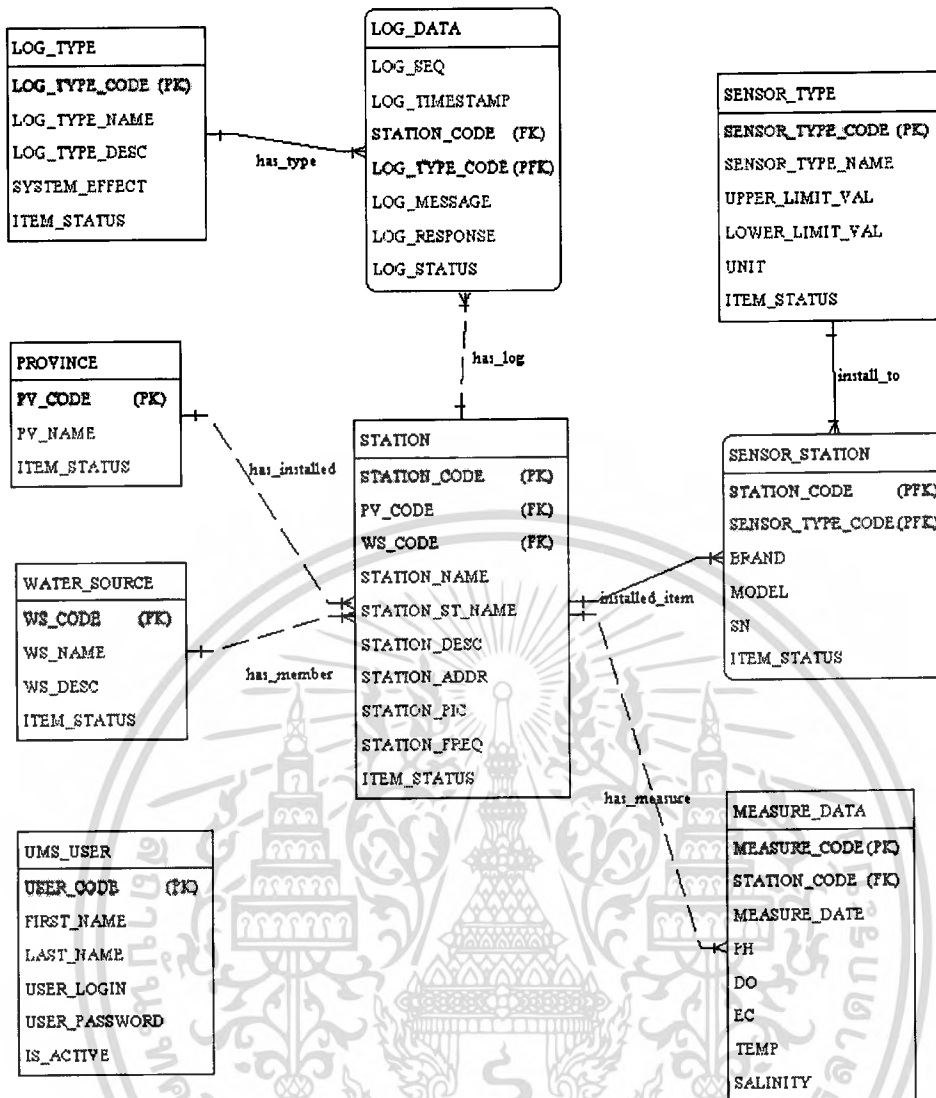 LOG_TYPE
LOG_TYPE_CODE (PK)
LOG_TYPE_NAME
LOG_TYPE_DESC
SYSTEM_EFFECT
ITEM_STATUS
has_type
LOG_DATA
LOG_SEQ
LOG_TIMESTAMP
STATION_CODE (FK)
LOG_TYPE_CODE (PFK)
LOG_MESSAGE
LOG_RESPONSE
LOG_STATUS
SENSOR_TYPE
SENSOR_TYPE_CODE (PK)
SENSOR_TYPE_NAME
UPPER_LIMIT_VAL
LOWER_LIMIT_VAL
UNIT
ITEM_STATUS
has_log
install_to
PROVINCE
PV_CODE (PK)
PV_NAME
ITEM_STATUS
has_installed
STATION
STATION_CODE (PK)
PV_CODE (FK)
WS_CODE (FK)
STATION_NAME
STATION_ST_NAME
STATION_DESC
STATION_ADDR
STATION_PIC
STATION_FREQ
ITEM_STATUS
SENSOR_STATION
STATION_CODE (PFK)
SENSOR_TYPE_CODE (PFK)
BRAND
MODEL
SN
ITEM_STATUS
installed_item
WATER_SOURCE
WS_CODE (PK)
WS_NAME
WS_DESC
ITEM_STATUS
has_member
has_measure
UMS_USER
USER_CODE (PK)
FIRST_NAME
LAST_NAME
USER_LOGIN
USER_PASSWORD
IS_ACTIVE
MEASURE_DATA
MEASURE_CODE (PK)
STATION_CODE (FK)
MEASURE_DATE
PH
DO
EC
TEMP
SALINITY